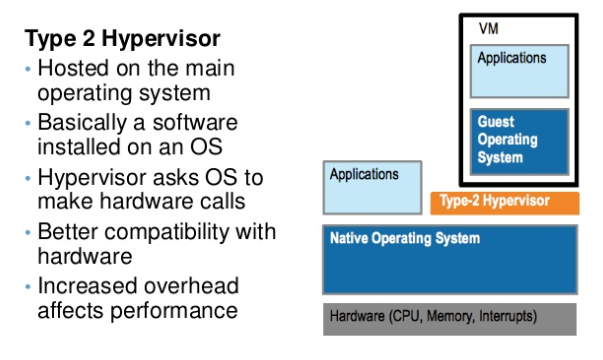 Type 2 Hypervisor
• Hosted on the main
operating system
• Basically a software
installed on an OS
• Hypervisor asks OS to
make hardware calls
• Better compatibility with
hardware
• Increased overhead
affects performance
VM
Applications
Guest
Operating
System
Applications
Type-2 Hypervisor
Native Operating System
Hardware (CPU, Memory, Interrupts)